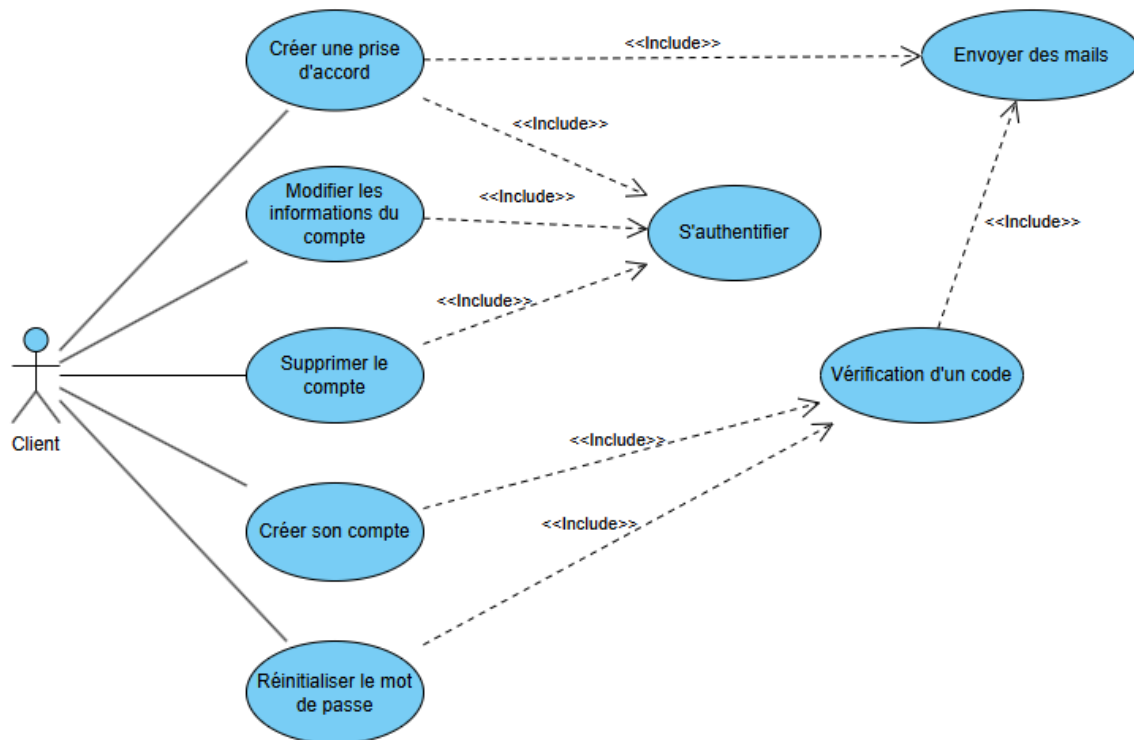 Créer une prise
d'accord
<<Include>>
Envoyer des mails
<<Include>>
Modifier les
informations du
compte
<<Include>>
S'authentifier
<<Include>>
<<Include>>
Supprimer le
compte
Vérification d'un code
Client
<<Include>>
Créer son compte
<<Include>>
Réinitialiser le mot
de passe